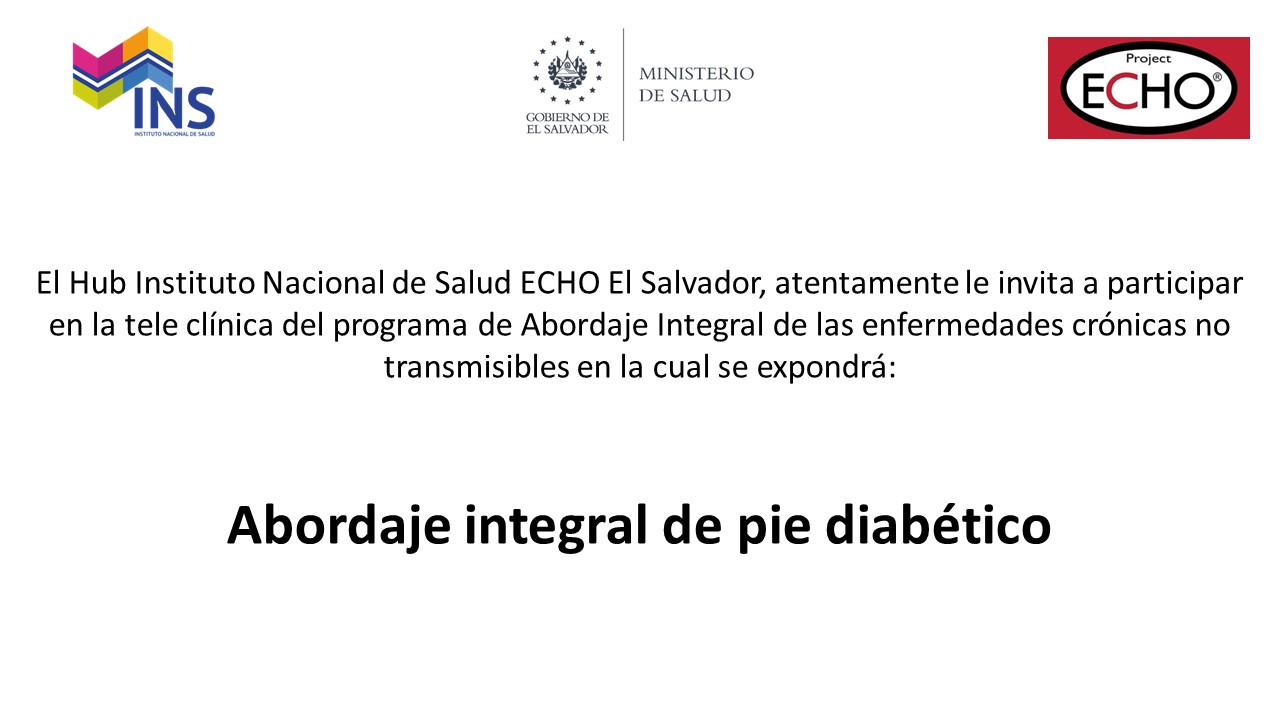 INS
INSTITUTO NACIONAL DE SALUD
GOBIERNO DE
EL SALVADOR
MINISTERIO
DE SALUD
Project
ECHO®
El Hub Instituto Nacional de Salud ECHO El Salvador, atentamente le invita a participar
en la tele clínica del programa de Abordaje Integral de las enfermedades crónicas no
transmisibles en la cual se expondrá:
Abordaje integral de pie diabético